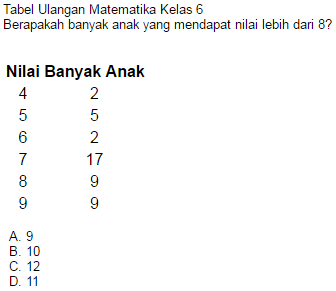 Tabel Ulangan Matematika Kelas 6
Berapakah banyak anak yang mendapat nilai lebih dari 8?
Nilai Banyak Anak
4 2
5 5
6 2
7 17
8 9
9 9
A. 9
B. 10
C. 12
D. 11